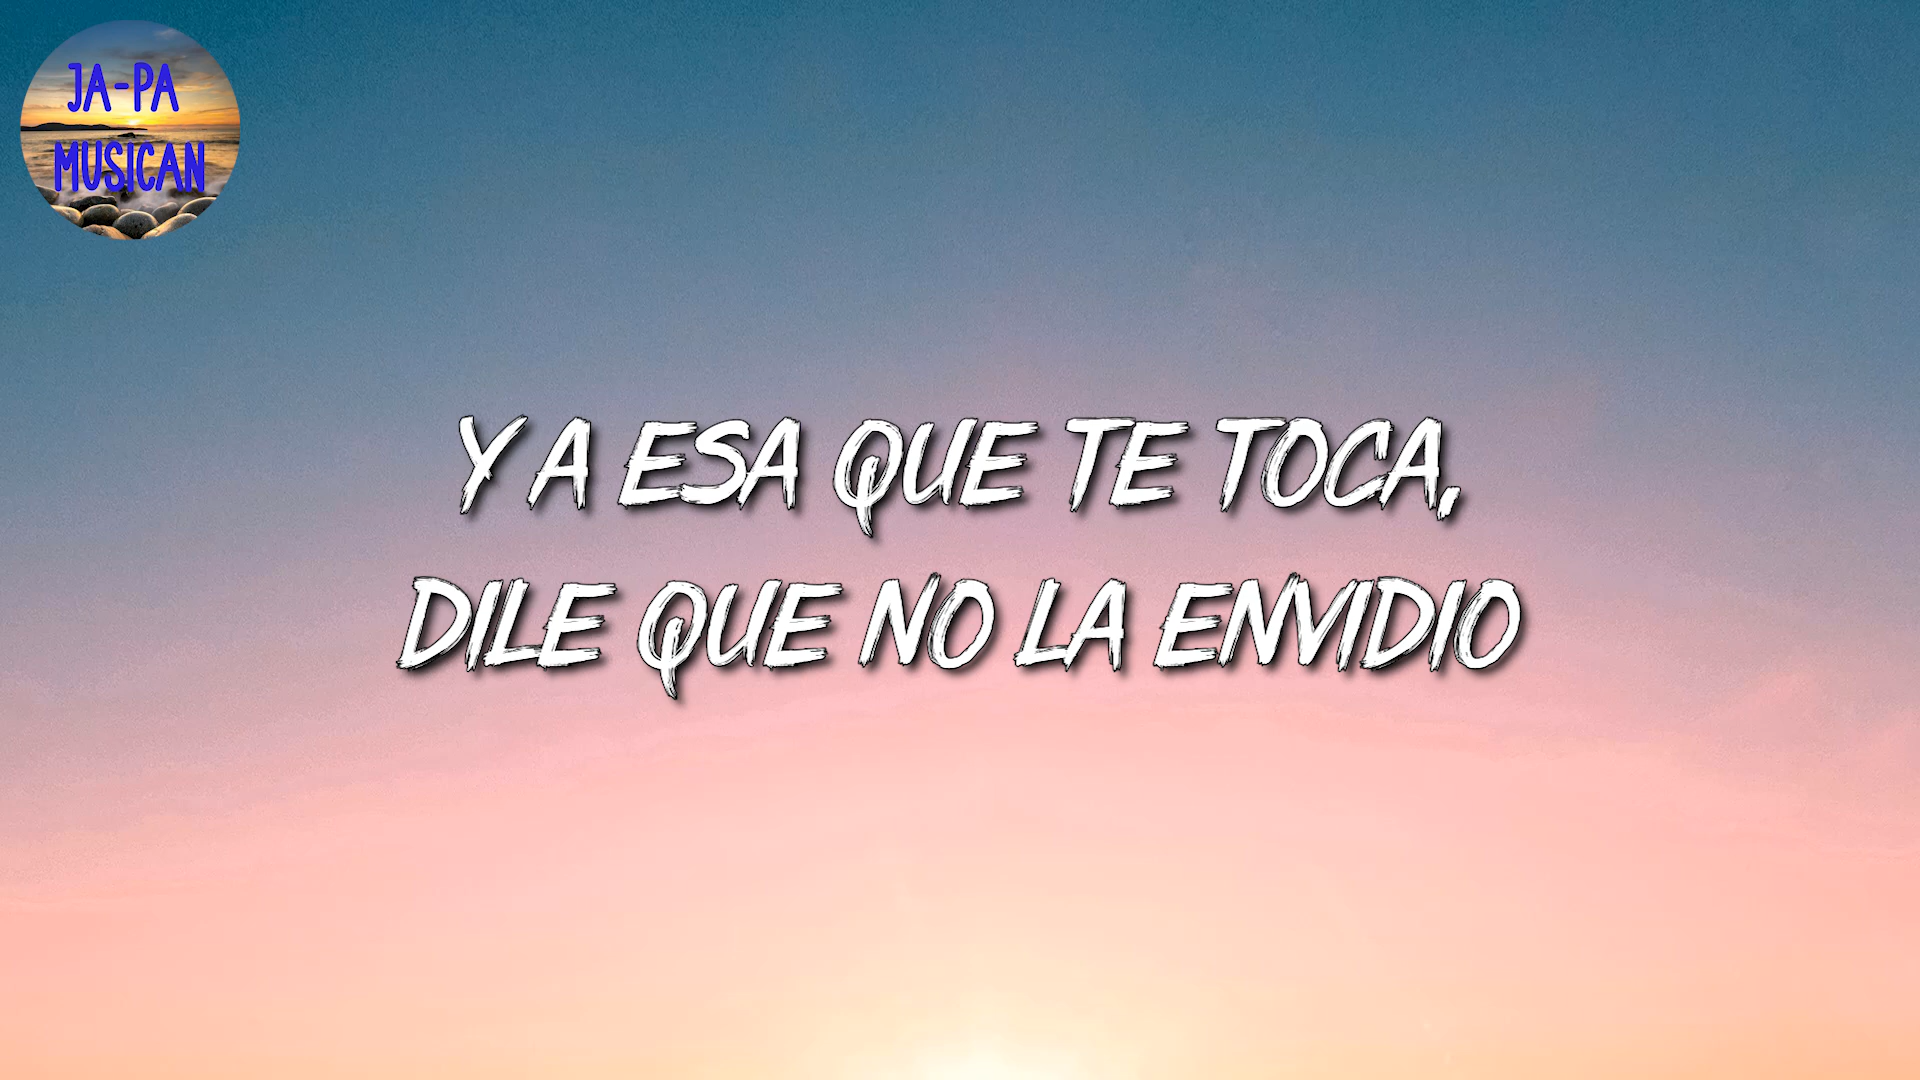 JA-PA
MUSICAN
Y A ESA QUE TE TOCA,
DILE QUE NO LA ENVIDIO